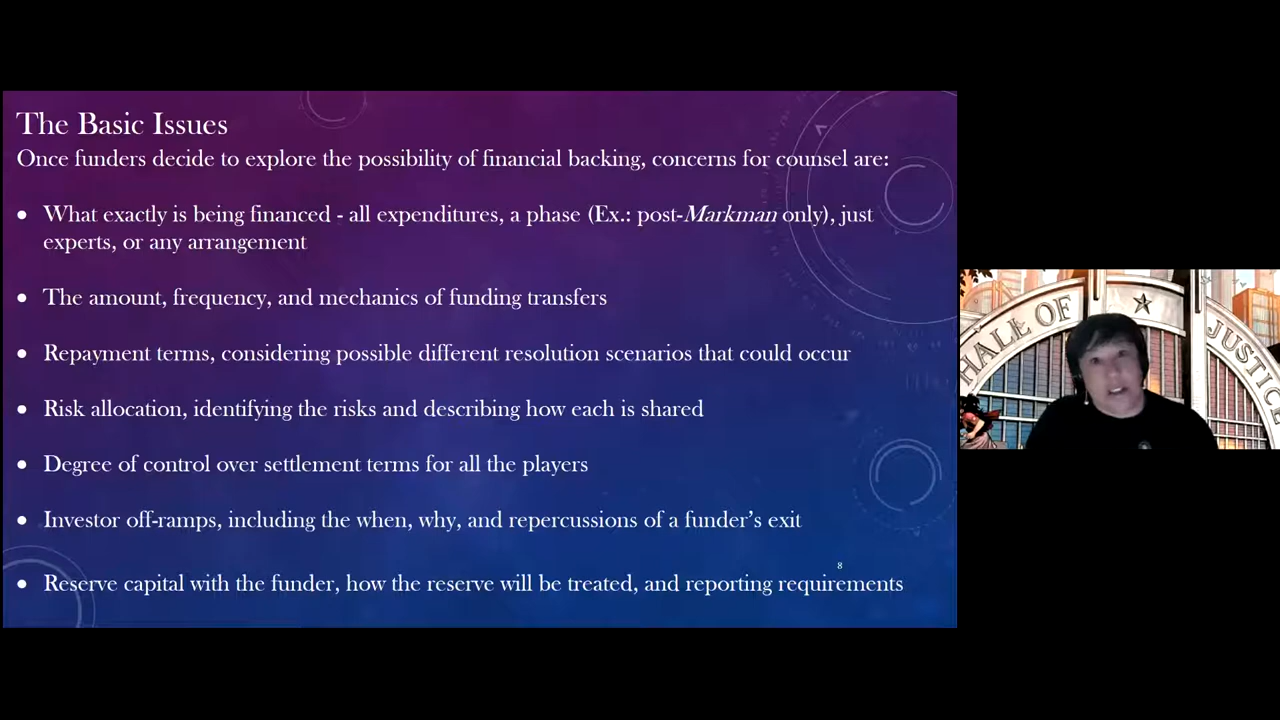 The Basic Issues
Once funders decide to explore the possibility of financial backing, concerns for counsel are:
• What exactly is being financed - all expenditures, a phase (Ex.: post-Markman only), just
experts, or any arrangement
• The amount, frequency, and mechanics of funding transfers
• Repayment terms, considering possible different resolution scenarios that could occur
• Risk allocation, identifying the risks and describing how each is shared
• Degree of control over settlement terms for all the players
• Investor off-ramps, including the when, why, and repercussions of a funder's exit
8
• Reserve capital with the funder, how the reserve will be treated, and reporting requirements
HALL OF ☆ JUSTICE